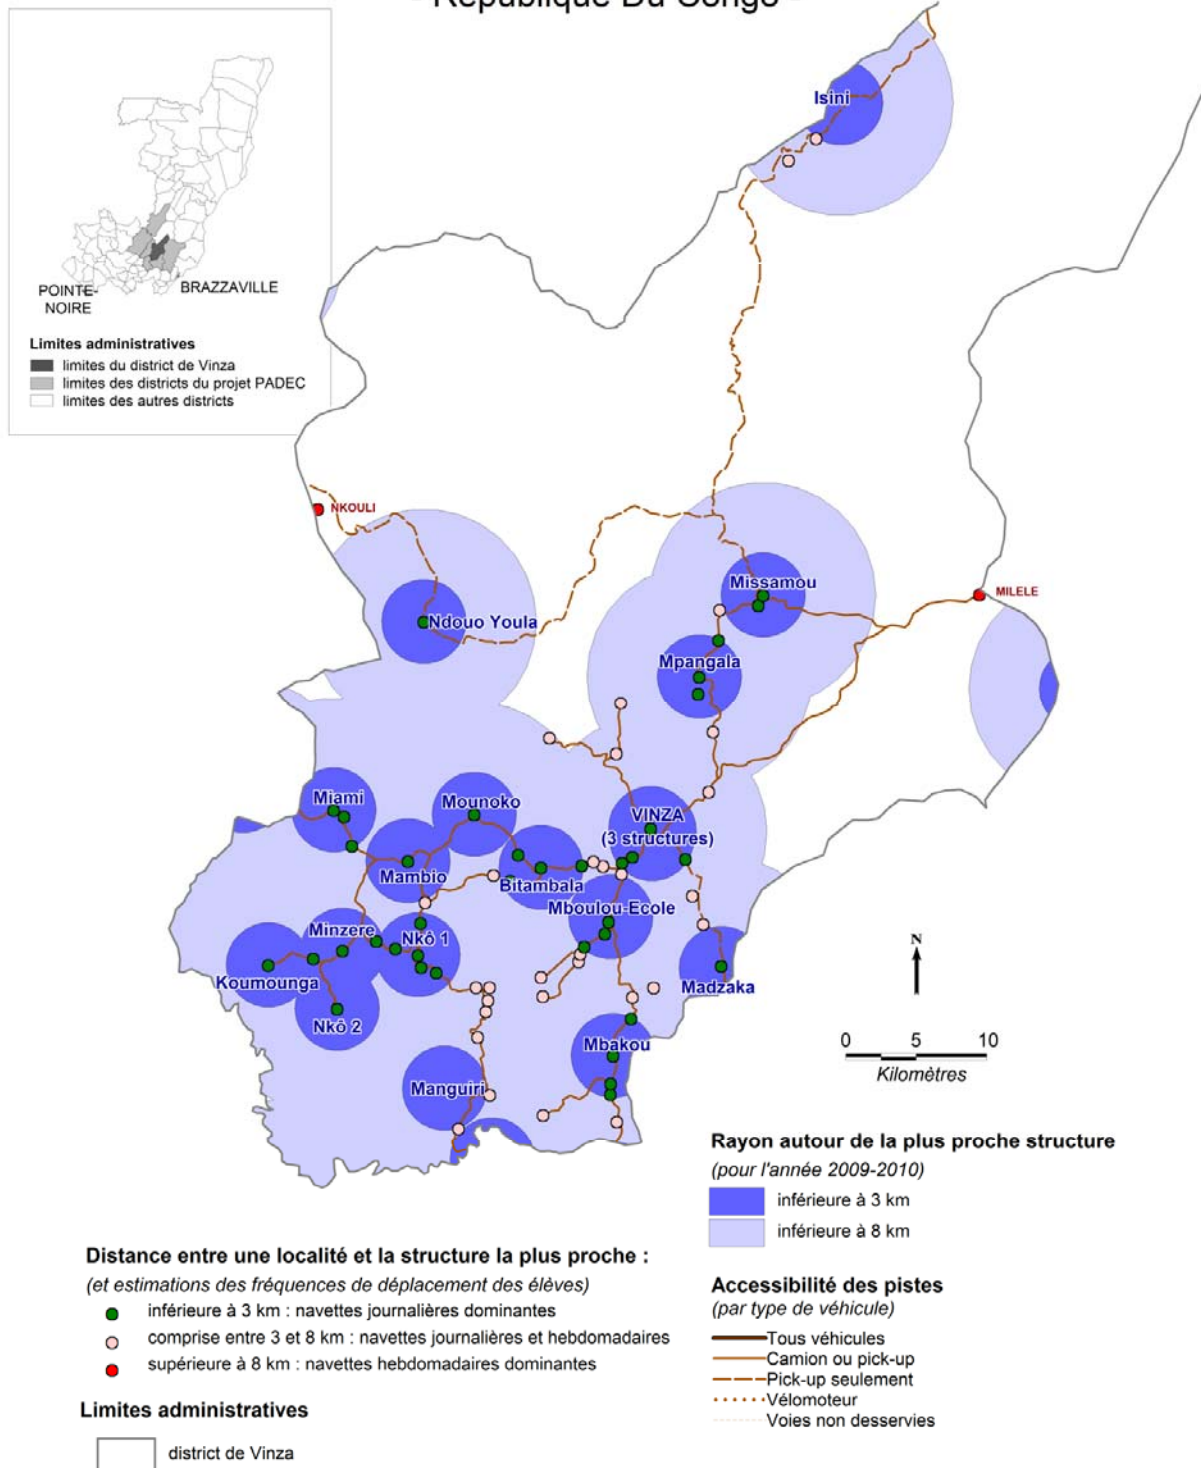 - République Du Congo -
POINTE-
NOIRE
BRAZZAVILLE
Limites administratives
limites du district de Vinza
limites des districts du projet PADEC
limites des autres districts
Isini
NKOULI
Ndouo Youla
Missamou
MILELE
Mpangala
Miami
Mounoko
VINZA
(3 structures)
Mambio
Bitambala
Mboulou-Ecole
Minzere
Nkô 1
Koumounga
Madzaka
Nkô 2
Mbakou
Manguiri
N
0 5 10
Kilomètres
Rayon autour de la plus proche structure
(pour l'année 2009-2010)
inférieure à 3 km
inférieure à 8 km
Distance entre une localité et la structure la plus proche :
(et estimations des fréquences de déplacement des élèves)
inférieure à 3 km : navettes journalières dominantes
comprise entre 3 et 8 km : navettes journalières et hebdomadaires
supérieure à 8 km : navettes hebdomadaires dominantes
Accessibilité des pistes
(par type de véhicule)
Tous véhicules
Camion ou pick-up
Pick-up seulement
Vélomoteur
Voies non desservies
Limites administratives
district de Vinza